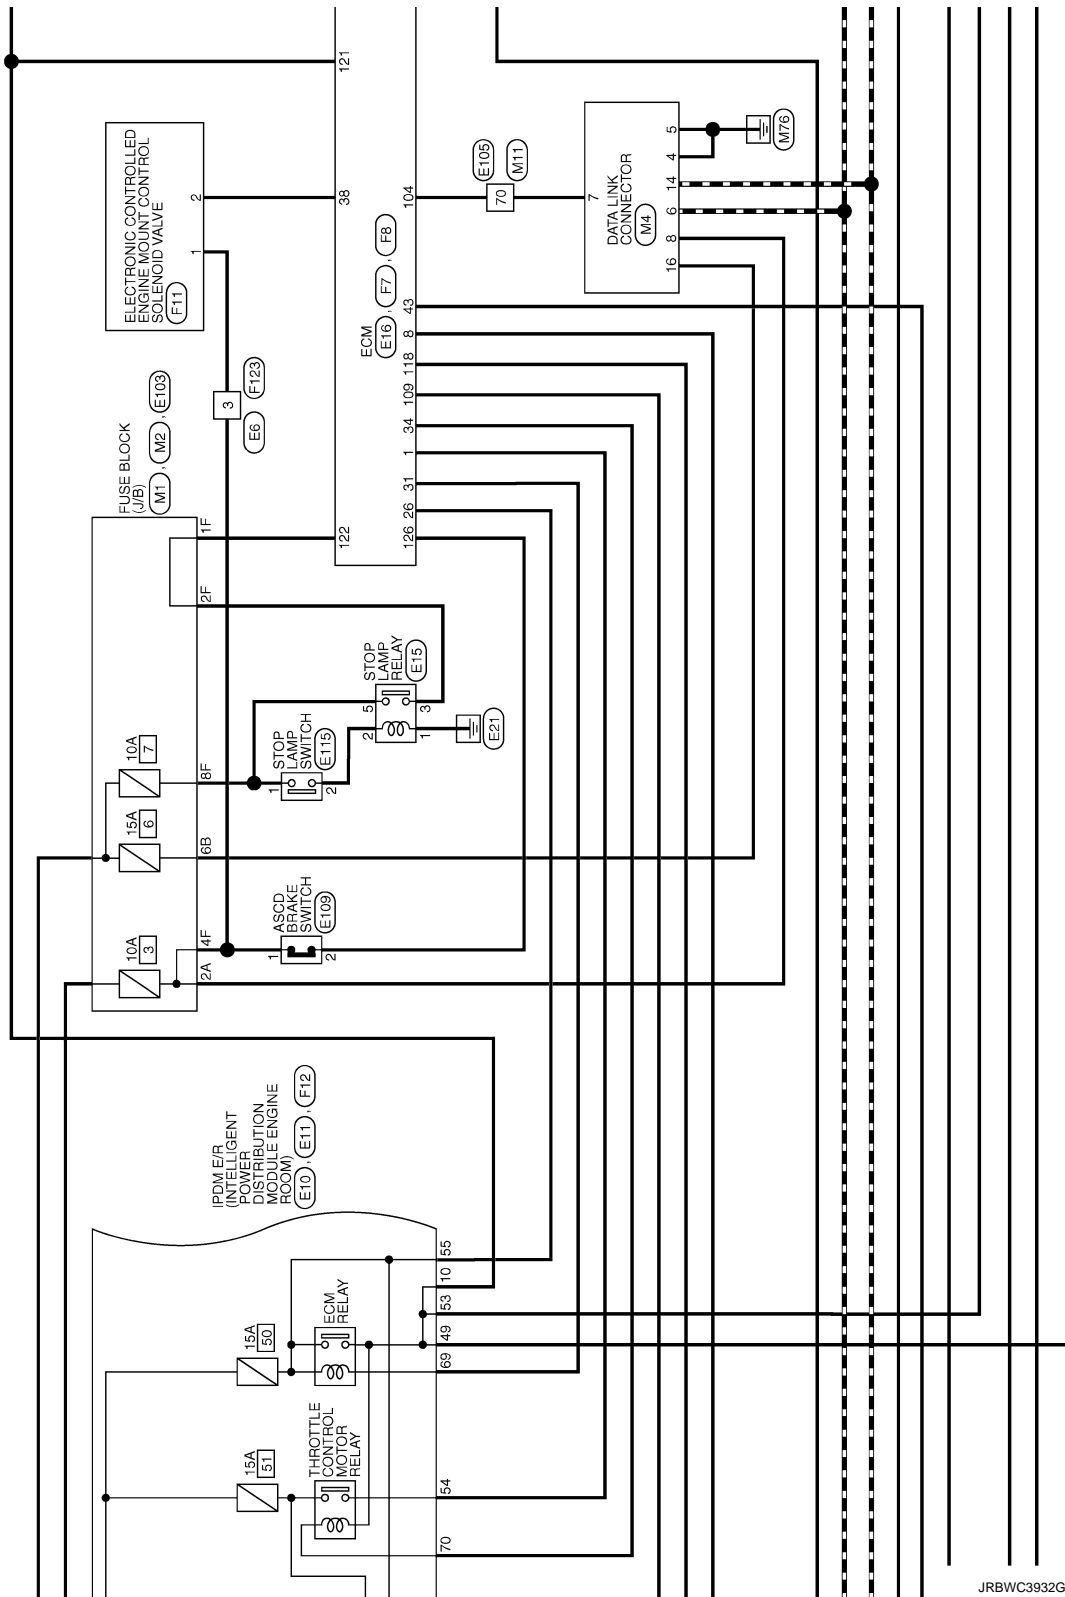 121
ELECTRONIC CONTROLLED
ENGINE MOUNT CONTROL
SOLENOID VALVE
F11
2
1
38
104
E105
M11
70
7
DATA LINK
CONNECTOR
M4
5
4
14
6
8
16
M76
ECM
E16 , F7 , F8
43
8
118
109
34
1
31
26
126
122
3
F123
E6
FUSE BLOCK
(J/B)
M1 , M2 , E103
1F
2F
STOP
LAMP
RELAY
E15
5
3
2
1
E21
STOP
LAMP
SWITCH
E115
1
2
10A
7
8F
15A
6
6B
10A
3
4F
2A
ASCD
BRAKE
SWITCH
E109
1
2
IPDM E/R
(INTELLIGENT
POWER
DISTRIBUTION
MODULE ENGINE
ROOM)
E10 , E11 , F12
55
10
53
49
69
54
70
15A
50
ECM
RELAY
15A
51
THROTTLE
CONTROL
MOTOR
RELAY
JRBWC3932G